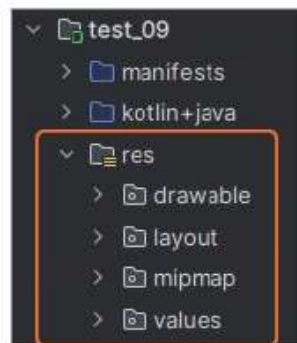 test_09
manifests
kotlin+java
res
drawable
layout
mipmap
values